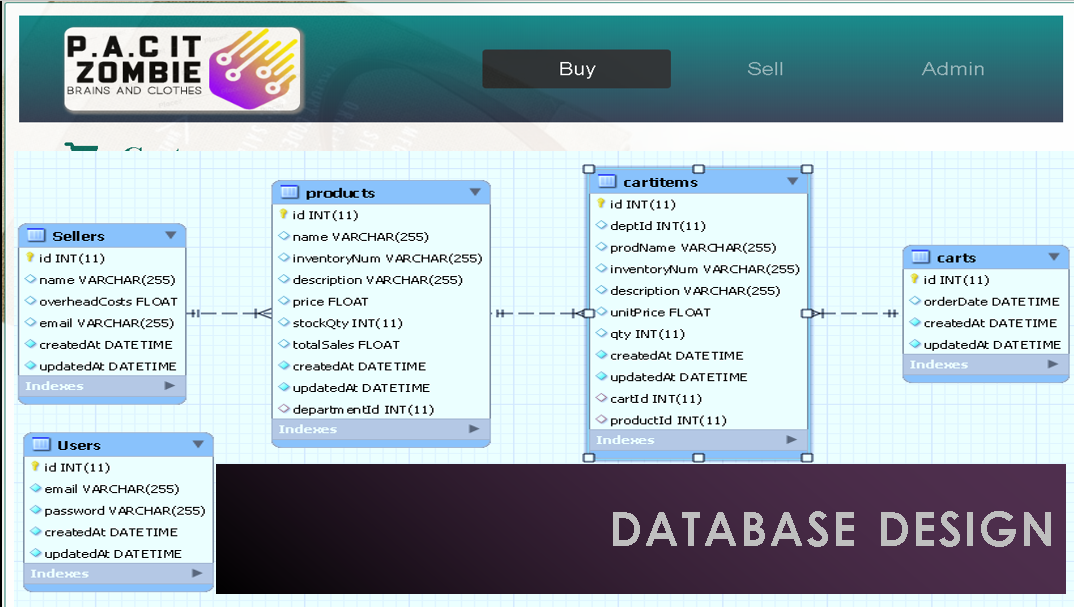 P.A.C IT
ZOMBIE
BRAINS AND CLOTHES
Buy
Sell
Admin
Sellers
id INT(11)
name VARCHAR(255)
overheadCosts FLOAT
email VARCHAR(255)
createdAt DATETIME
updatedAt DATETIME
Indexes
products
id INT(11)
name VARCHAR(255)
inventoryNum VARCHAR(255)
description VARCHAR(255)
price FLOAT
stockQty INT(11)
totalSales FLOAT
createdAt DATETIME
updatedAt DATETIME
departmentId INT(11)
Indexes
cartitems
id INT(11)
deptId INT(11)
prodName VARCHAR(255)
inventoryNum VARCHAR(255)
description VARCHAR(255)
unitPrice FLOAT
qty INT(11)
createdAt DATETIME
updatedAt DATETIME
cartId INT(11)
productId INT(11)
Indexes
carts
id INT(11)
orderDate DATETIME
createdAt DATETIME
updatedAt DATETIME
Indexes
Users
id INT(11)
email VARCHAR(255)
password VARCHAR(255)
createdAt DATETIME
updatedAt DATETIME
Indexes
DATABASE DESIGN